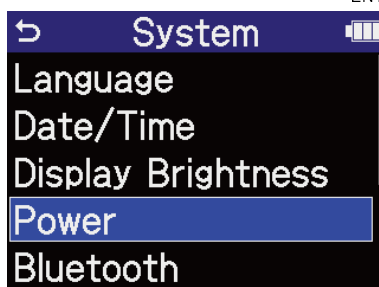 System
Language
Date/Time
Display Brightness
Power
Bluetooth